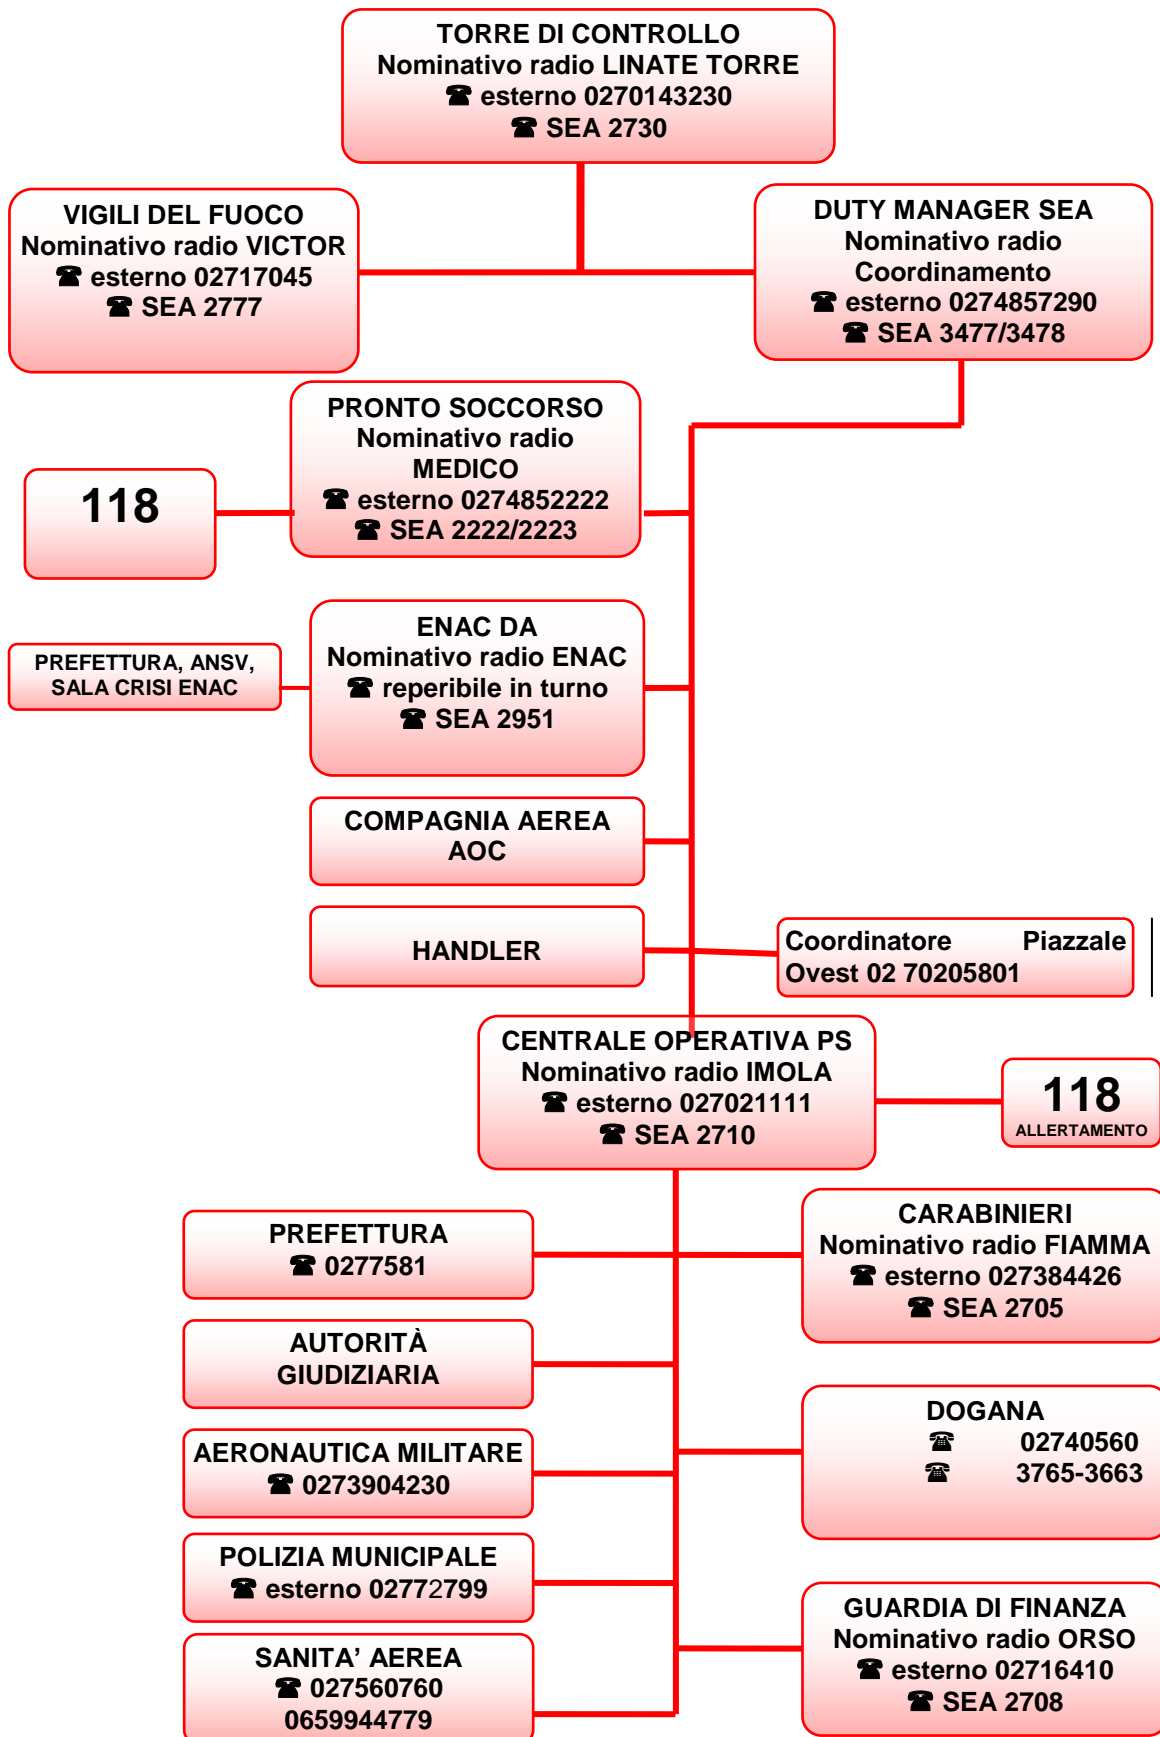 TORRE DI CONTROLLO
Nominativo radio LINATE TORRE
☎ esterno 0270143230
☎ SEA 2730
VIGILI DEL FUOCO
Nominativo radio VICTOR
☎ esterno 02717045
☎ SEA 2777
DUTY MANAGER SEA
Nominativo radio
Coordinamento
☎ esterno 0274857290
☎ SEA 3477/3478
PRONTO SOCCORSO
Nominativo radio
MEDICO
☎ esterno 0274852222
☎ SEA 2222/2223
118
ENAC DA
Nominativo radio ENAC
☎ reperibile in turno
☎ SEA 2951
PREFETTURA, ANSV,
SALA CRISI ENAC
COMPAGNIA AEREA
AOC
HANDLER
Coordinatore Piazzale
Ovest 02 70205801
CENTRALE OPERATIVA PS
Nominativo radio IMOLA
☎ esterno 027021111
☎ SEA 2710
118
ALLERTAMENTO
PREFETTURA
☎ 0277581
CARABINIERI
Nominativo radio FIAMMA
☎ esterno 027384426
☎ SEA 2705
AUTORITÀ
GIUDIZIARIA
DOGANA
☎ 02740560
☎ 3765-3663
AERONAUTICA MILITARE
☎ 0273904230
POLIZIA MUNICIPALE
☎ esterno 02772799
GUARDIA DI FINANZA
Nominativo radio ORSO
☎ esterno 02716410
☎ SEA 2708
SANITA’ AEREA
☎ 027560760
0659944779